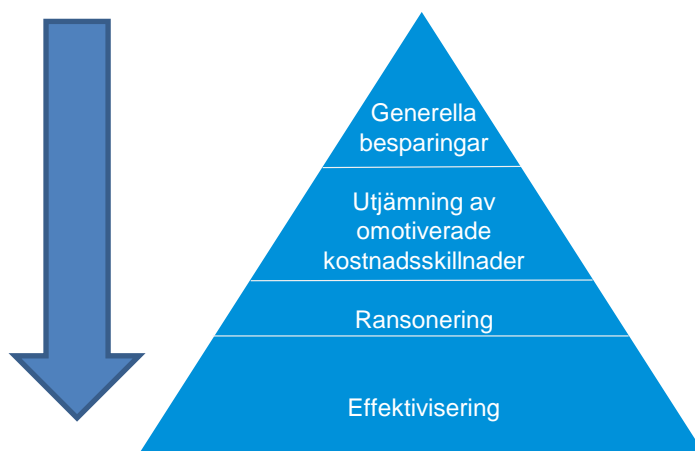 Generella
besparingar
Utjämning av
omotiverade
kostnadsskillnader
Ransonering
Effektivisering